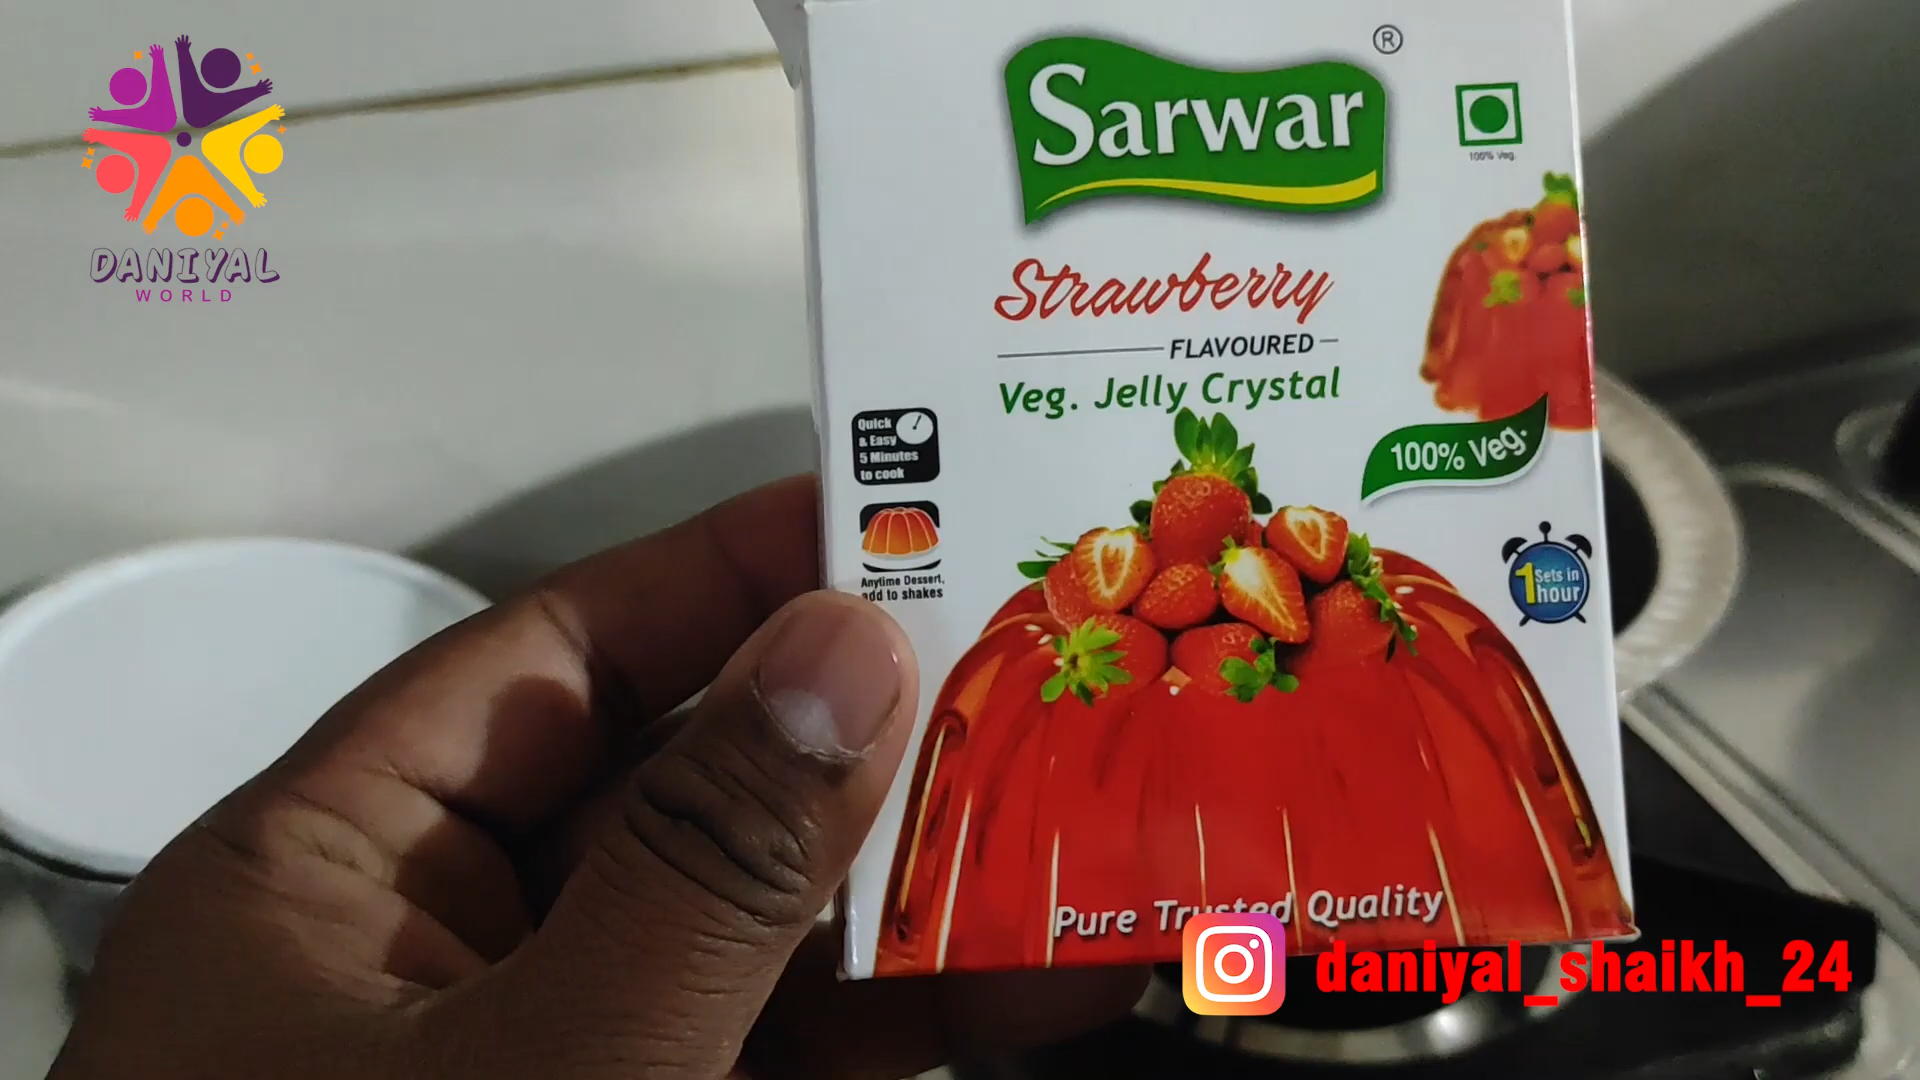 DANIYAL
WORLD
Sarwar
®
100% Veg.
Strawberry
FLAVOURED
Veg. Jelly Crystal
Quick
& Easy
5 Minutes
to cook
100% Veg.
Anytime Dessert,
add to shakes
1 Sets in
hour
Pure Trusted Quality
daniyal_shaikh_24